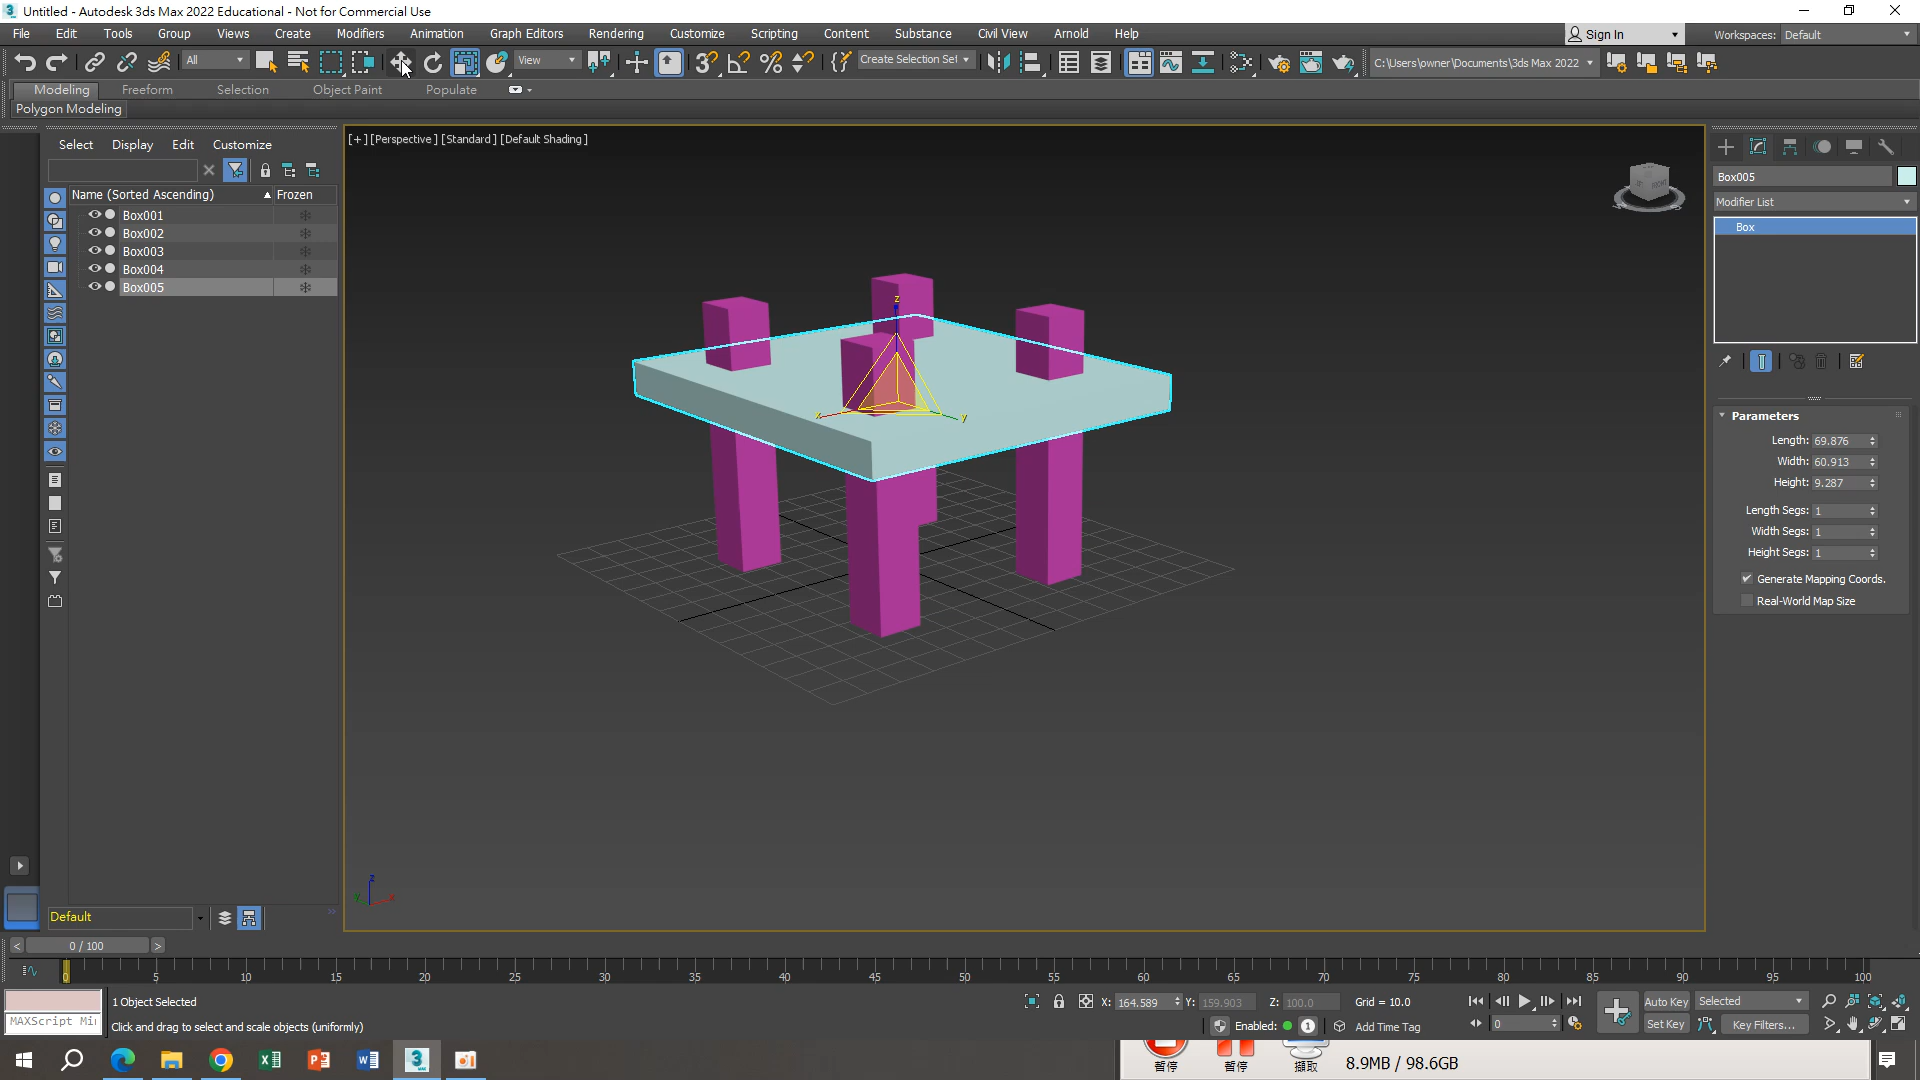 Untitled - Autodesk 3ds Max 2022 Educational - Not for Commercial Use
File Edit Tools Group Views Create Modifiers Animation Graph Editors Rendering Customize Scripting Content Substance Civil View Arnold Help
Sign In
Workspaces: Default
All
View
Create Selection Set
C:\Users\owner\Documents\3ds Max 2022
Modeling Freeform Selection Object Paint Populate
Polygon Modeling
Select Display Edit Customize
Name (Sorted Ascending) Frozen
Box001
Box002
Box003
Box004
Box005
[+] [Perspective] [Standard] [Default Shading]
FRONT
z
x
y
z
y
x
Box005
Modifier List
Box
Parameters
Length: 69.876
Width: 60.913
Height: 9.287
Length Segs: 1
Width Segs: 1
Height Segs: 1
Generate Mapping Coords.
Real-World Map Size
Default
0 / 100
0 5 10 15 20 25 30 35 40 45 50 55 60 65 70 75 80 85 90 95 100
1 Object Selected
X: 164.589 Y: 159.903 Z: 100.0 Grid = 10.0
Auto Key Selected
MAXScript Mi
Click and drag to select and scale objects (uniformly)
Enabled: 1 Add Time Tag
0
Set Key Key Filters...
暫停 暫停 擷取 8.9MB / 98.6GB